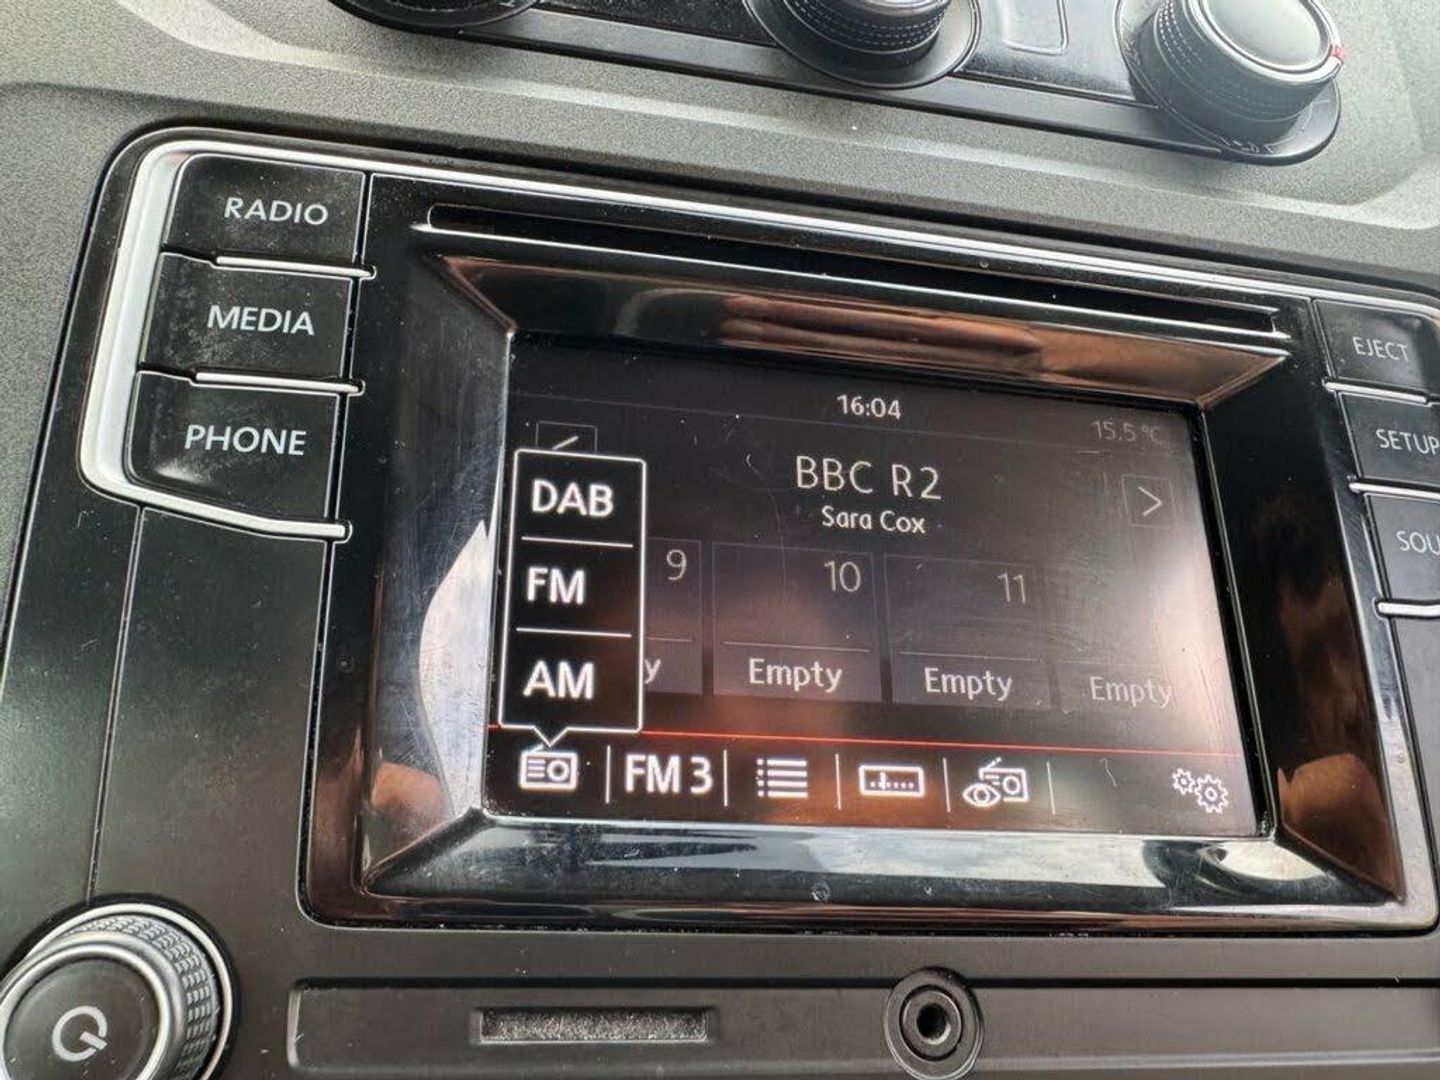 RADIO
MEDIA
PHONE
EJECT
SETUP
16:04
15.5 °C
BBC R2
Sara Cox
DAB
FM
AM
9
10
11
Empty
Empty
Empty
FM 3